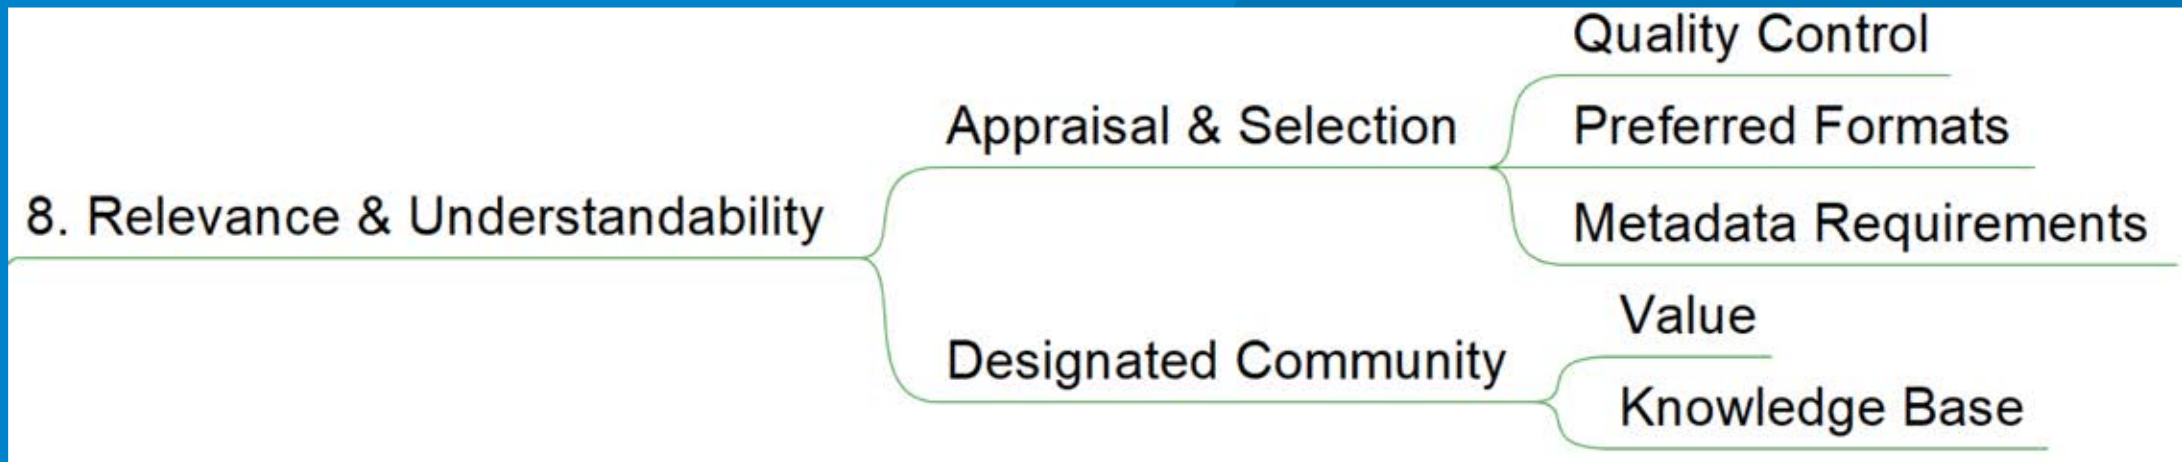 8. Relevance & Understandability
Appraisal & Selection
Quality Control
Preferred Formats
Metadata Requirements
Designated Community
Value
Knowledge Base